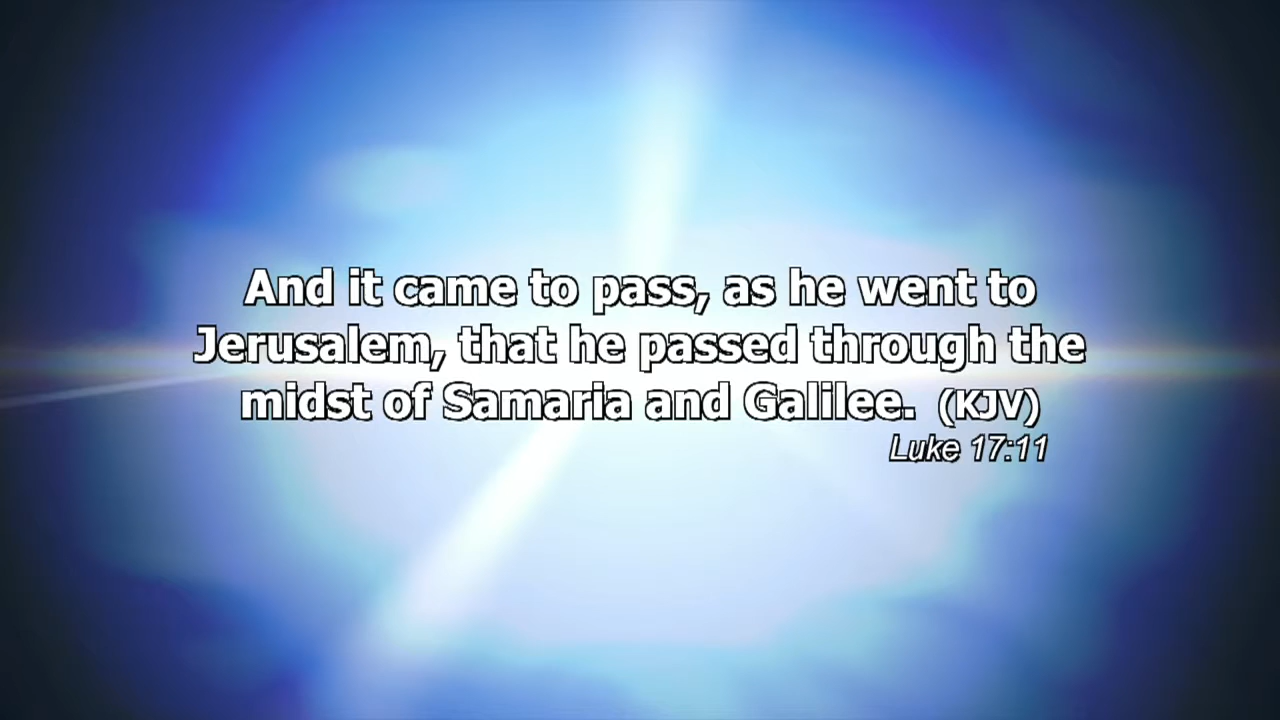 And it came to pass, as he went to
Jerusalem, that he passed through the
midst of Samaria and Galilee. (KJV)
Luke 17:11